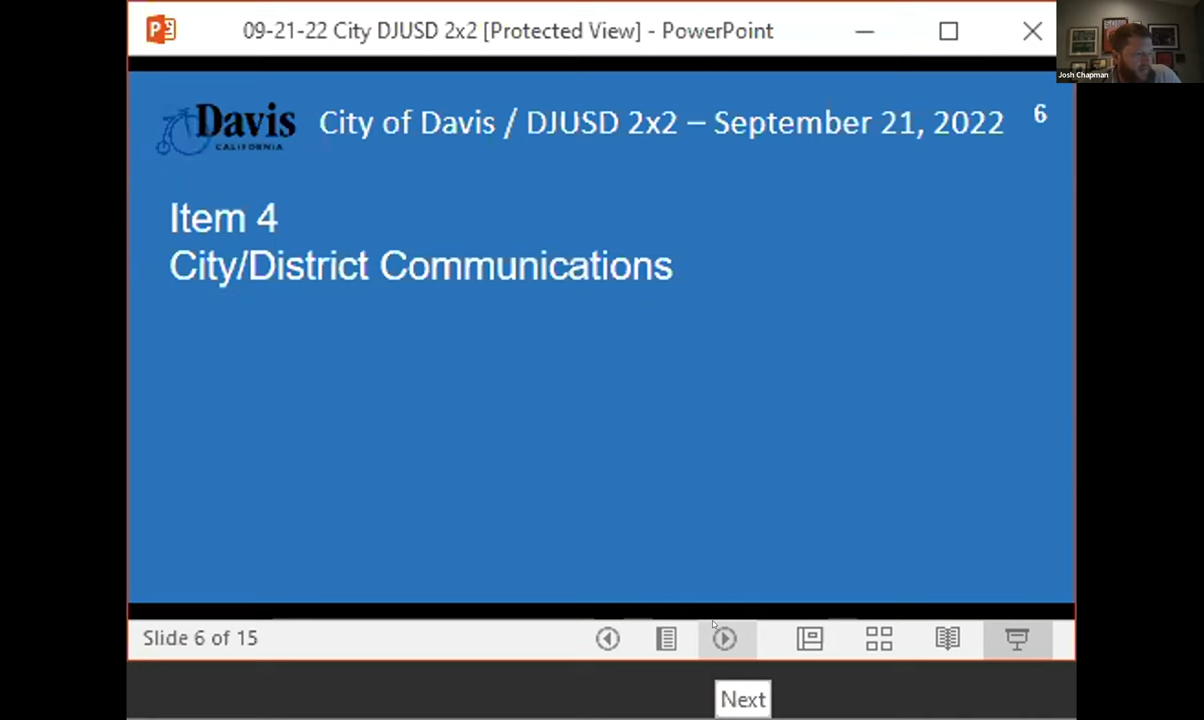 09-21-22 City DJUSD 2x2 [Protected View] - PowerPoint
Josh Chapman
Davis
CALIFORNIA
City of Davis / DJUSD 2x2 – September 21, 2022
6
Item 4
City/District Communications
Slide 6 of 15
Next